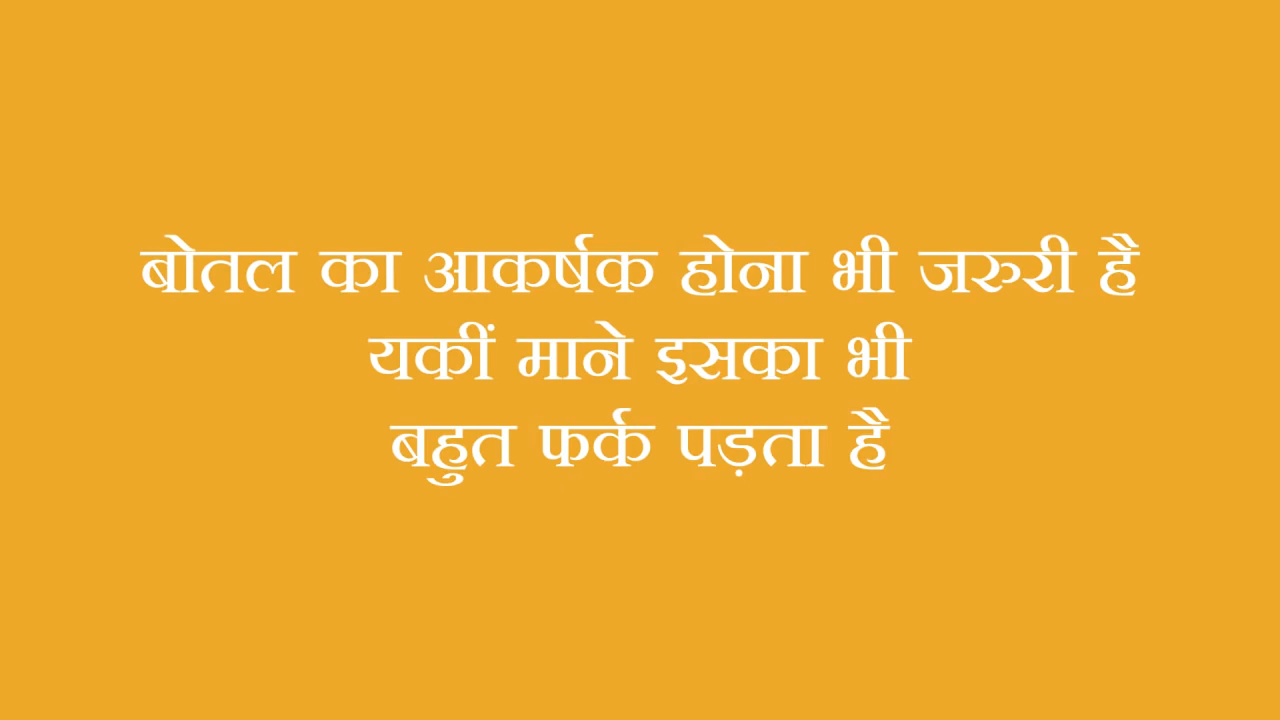 बोतल का आकर्षक होना भी जरुरी है
यकीं माने इसका भी
बहुत फर्क पड़ता है